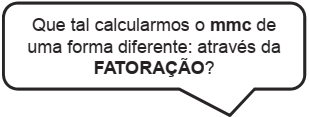 Que tal calcularmos o mmc de
uma forma diferente: através da
FATORAÇÃO?